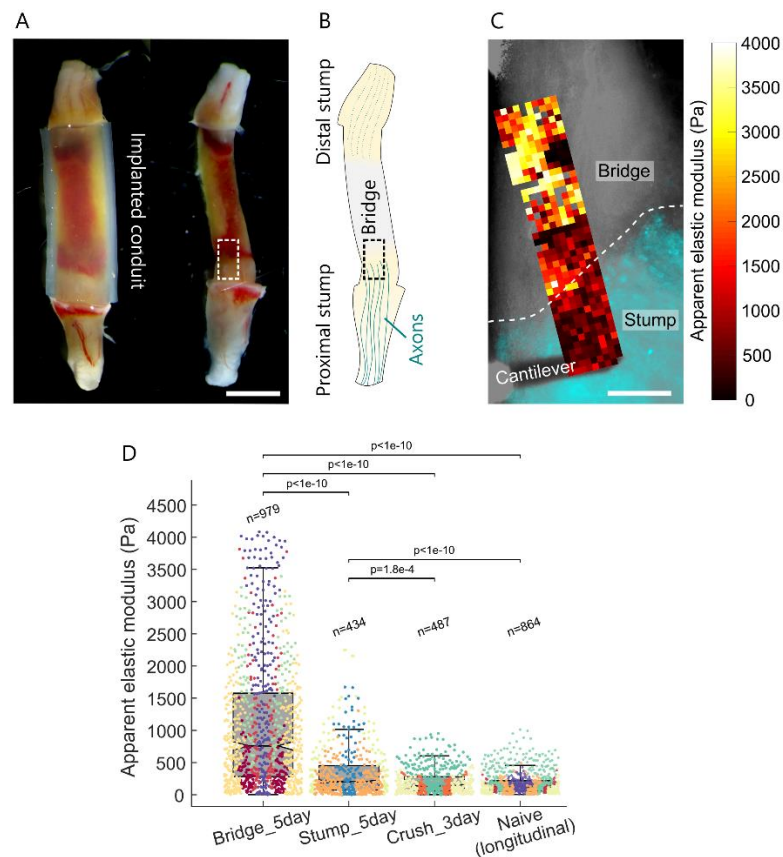 A
B
C
Implanted conduit
Distal stump
Bridge
Proximal stump
Axons
Bridge
Stump
Cantilever
4000
3500
3000
2500
2000
1500
1000
500
0
Apparent elastic modulus (Pa)
D
p<1e-10
p<1e-10
p<1e-10
p<1e-10
p=1.8e-4
n=979
n=434
n=487
n=864
4500
4000
3500
3000
2500
2000
1500
1000
500
0
Apparent elastic modulus (Pa)
Bridge_5day
Stump_5day
Crush_3day
Naive
(longitudinal)